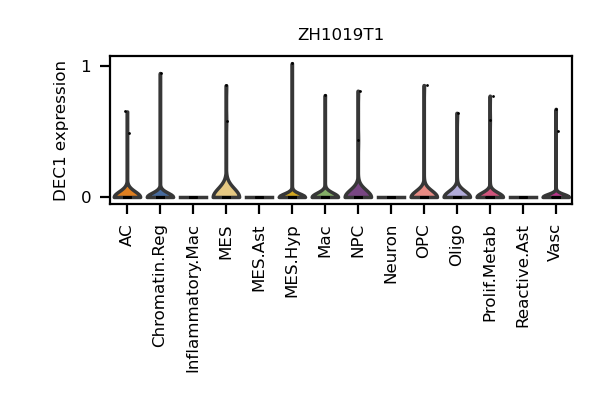 ZH1019T1
DEC1 expression
1
0
AC
Chromatin.Reg
Inflammatory.Mac
MES
MES.Ast
MES.Hyp
Mac
NPC
Neuron
OPC
Oligo
Prolif.Metab
Reactive.Ast
Vasc